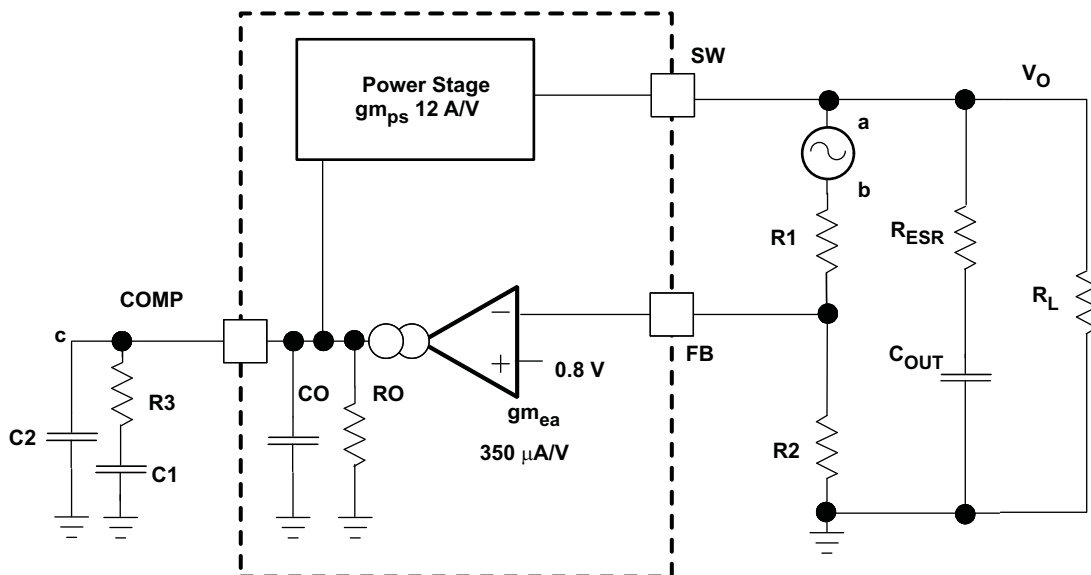 Power Stage
gm_ps 12 A/V
SW
V_O
a
b
R1
R_ESR
R_L
COMP
c
−
+
FB
0.8 V
C_OUT
CO
RO
R3
gm_ea
C2
C1
350 μA/V
R2